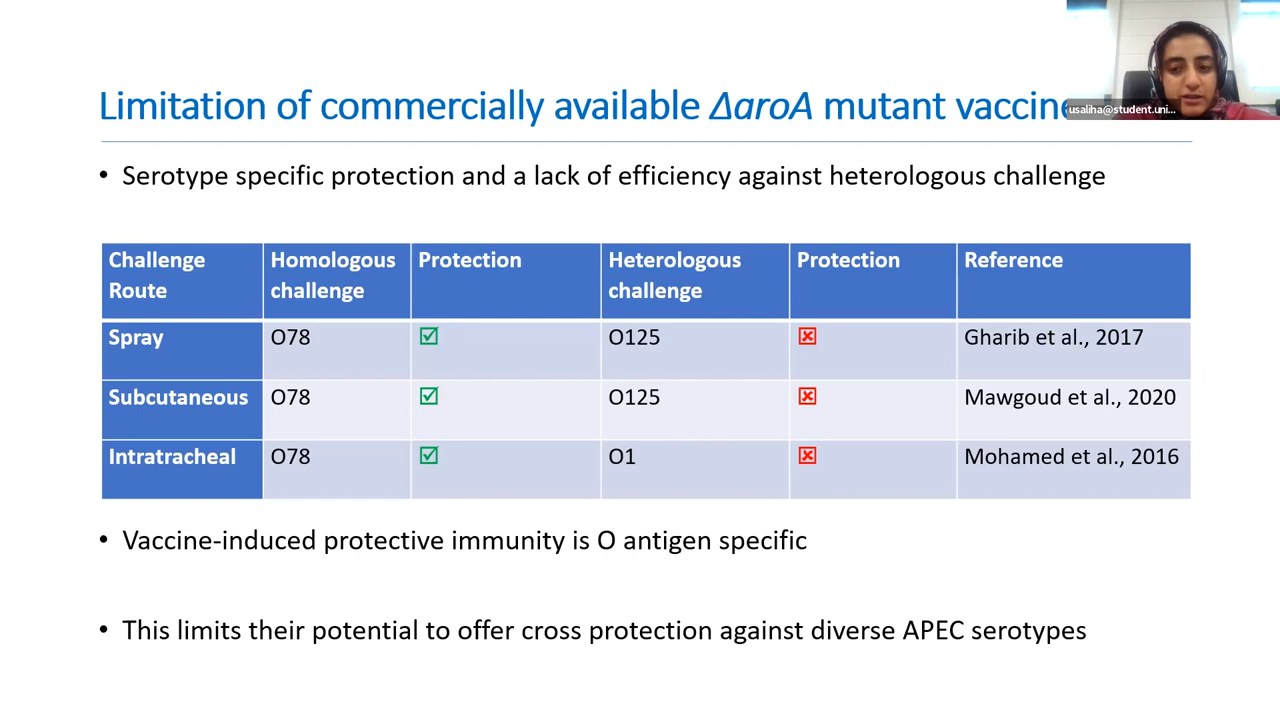 Limitation of commercially available ΔaroA mutant vaccine
usaliha@student.uni...
• Serotype specific protection and a lack of efficiency against heterologous challenge
Challenge Route Homologous challenge Protection Heterologous challenge Protection Reference
Spray O78 ☑ O125 ☒ Gharib et al., 2017
Subcutaneous O78 ☑ O125 ☒ Mawgoud et al., 2020
Intratracheal O78 ☑ O1 ☒ Mohamed et al., 2016
• Vaccine-induced protective immunity is O antigen specific
• This limits their potential to offer cross protection against diverse APEC serotypes